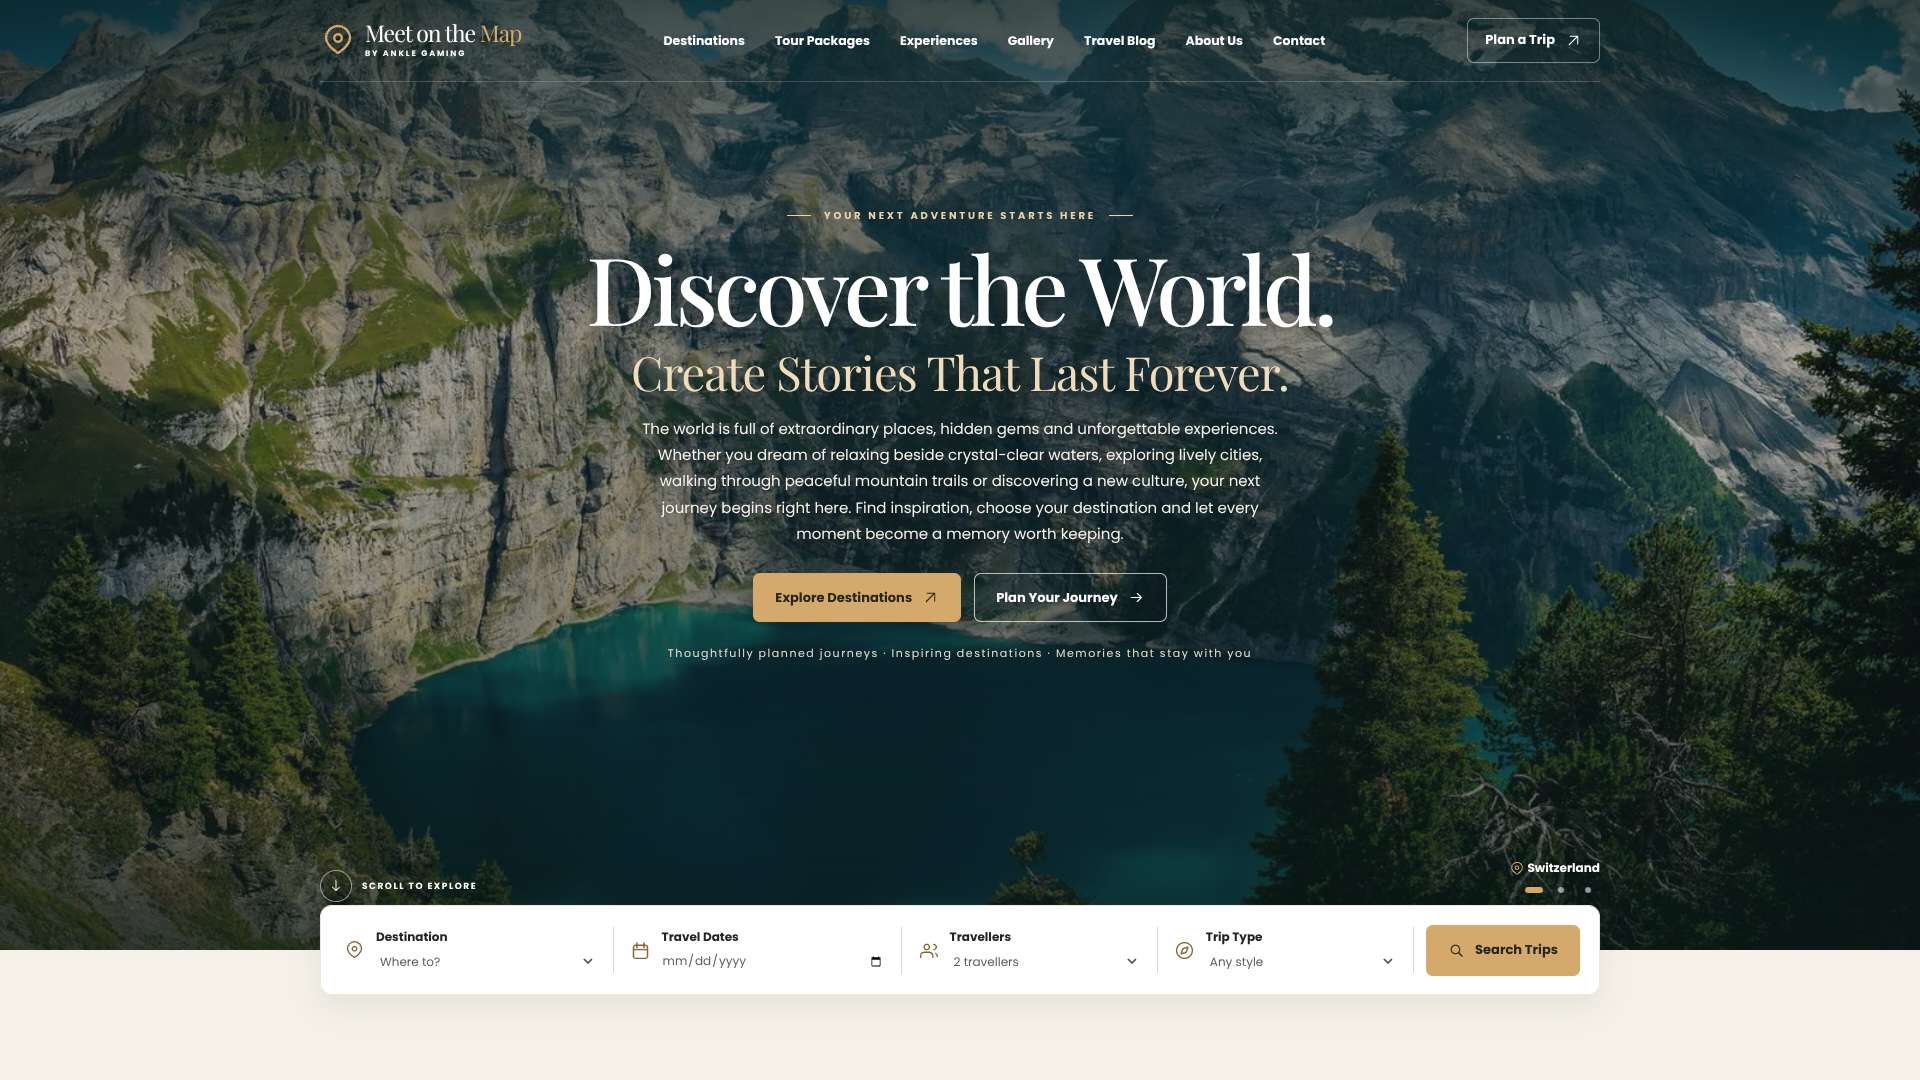 Meet on the Map
BY ANKLE GAMING
Destinations
Tour Packages
Experiences
Gallery
Travel Blog
About Us
Contact
Plan a Trip
YOUR NEXT ADVENTURE STARTS HERE
Discover the World.
Create Stories That Last Forever.
The world is full of extraordinary places, hidden gems and unforgettable experiences.
Whether you dream of relaxing beside crystal-clear waters, exploring lively cities,
walking through peaceful mountain trails or discovering a new culture, your next
journey begins right here. Find inspiration, choose your destination and let every
moment become a memory worth keeping.
Explore Destinations
Plan Your Journey
Thoughtfully planned journeys · Inspiring destinations · Memories that stay with you
Switzerland
SCROLL TO EXPLORE
Destination
Where to?
Travel Dates
mm/dd/yyyy
Travellers
2 travellers
Trip Type
Any style
Search Trips